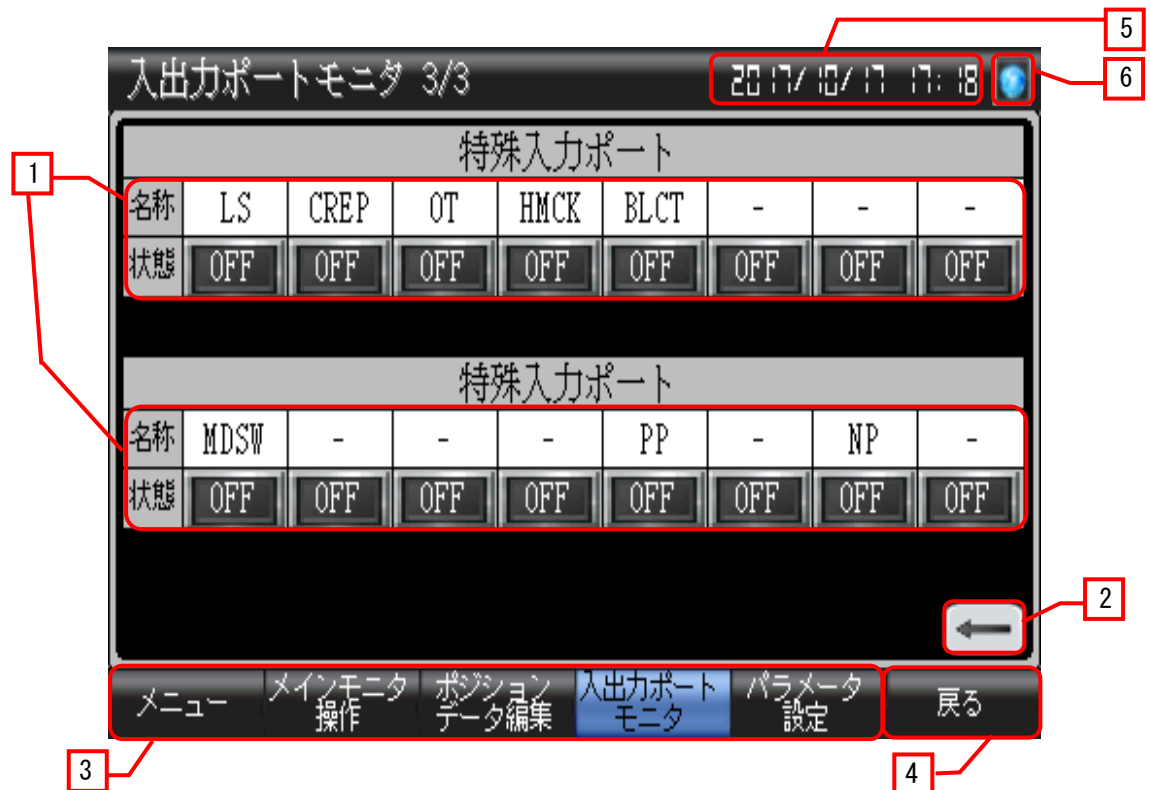 5
入出力ポートモニタ 3/3 2017/10/17 17:18
6
特殊入力ポート
1
名称 LS CREP OT HMCK BLCT - - -
状態 OFF OFF OFF OFF OFF OFF OFF OFF
特殊入力ポート
名称 MDSW - - - PP - NP -
状態 OFF OFF OFF OFF OFF OFF OFF OFF
2
メニュー メインモニタ操作 ポジションデータ編集 入出力ポートモニタ パラメータ設定 戻る
3 4